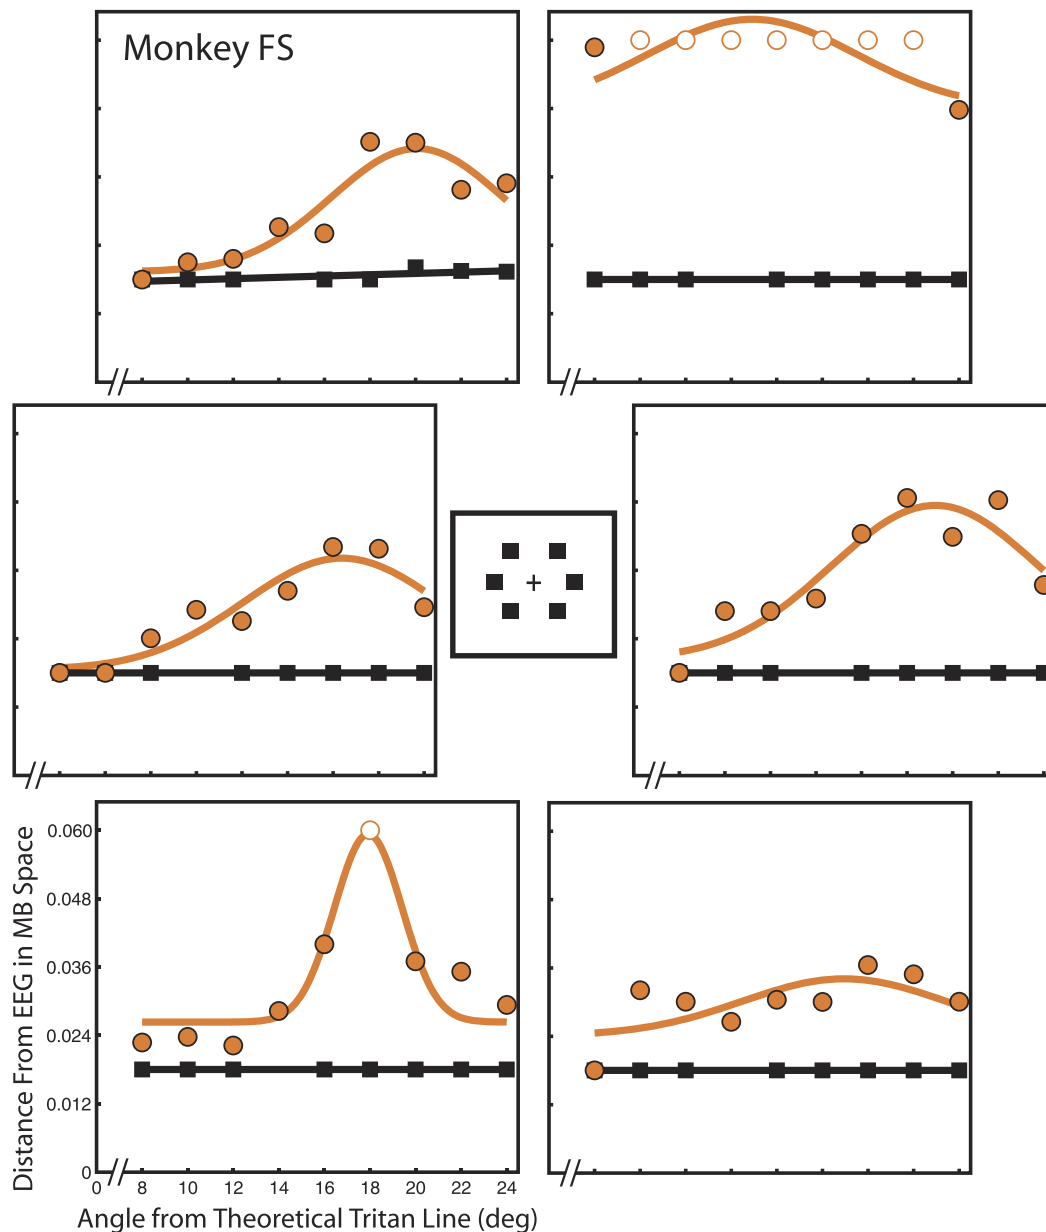 Monkey FS
+
Distance From EEG in MB Space
0.060
0.048
0.036
0.024
0.012
0
0 8 10 12 14 16 18 20 22 24
Angle from Theoretical Tritan Line (deg)